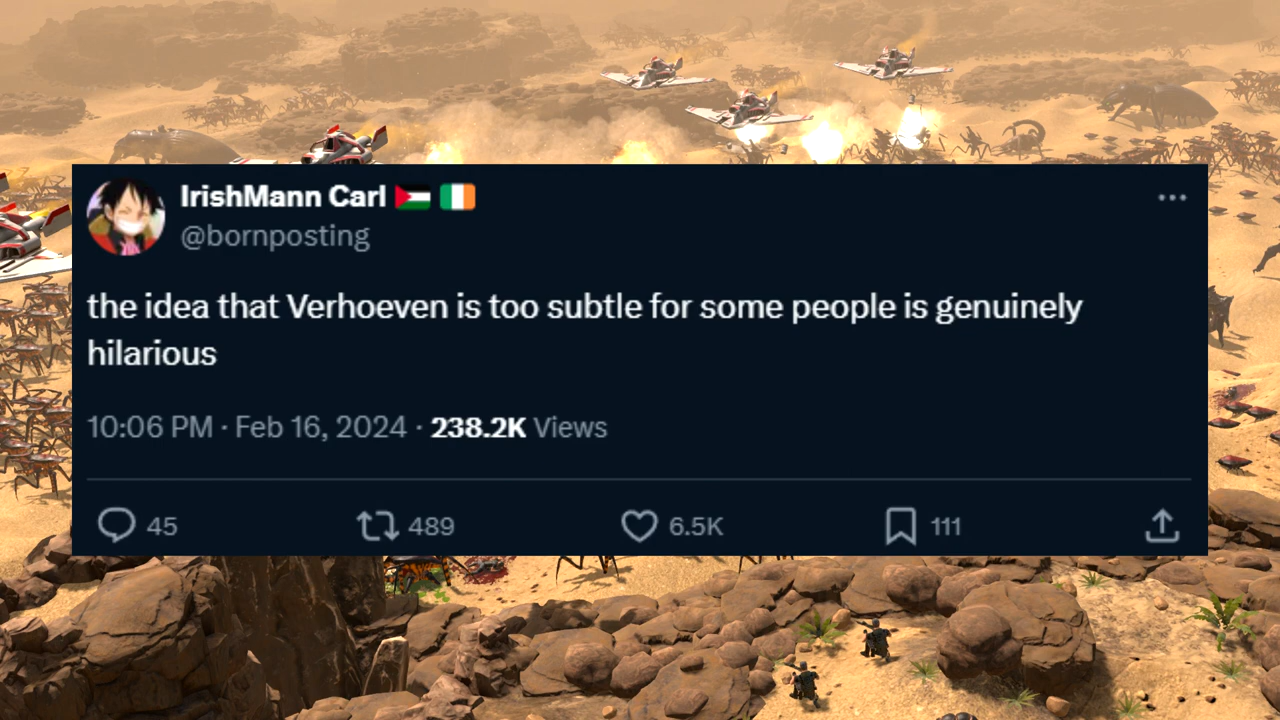 IrishMann Carl 🇵🇸 🇮🇪
@bornposting
the idea that Verhoeven is too subtle for some people is genuinely
hilarious
10:06 PM · Feb 16, 2024 · 238.2K Views
45 489 6.5K 111